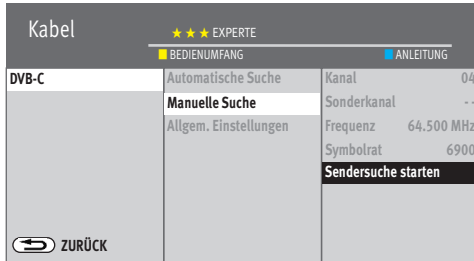 Kabel
★ ★ ★ EXPERTE
BEDIENUMFANG
ANLEITUNG
DVB-C
Automatische Suche
Manuelle Suche
Allgem. Einstellungen
Kanal 04
Sonderkanal - -
Frequenz 64.500 MHz
Symbolrat 6900
Sendersuche starten
ZURÜCK